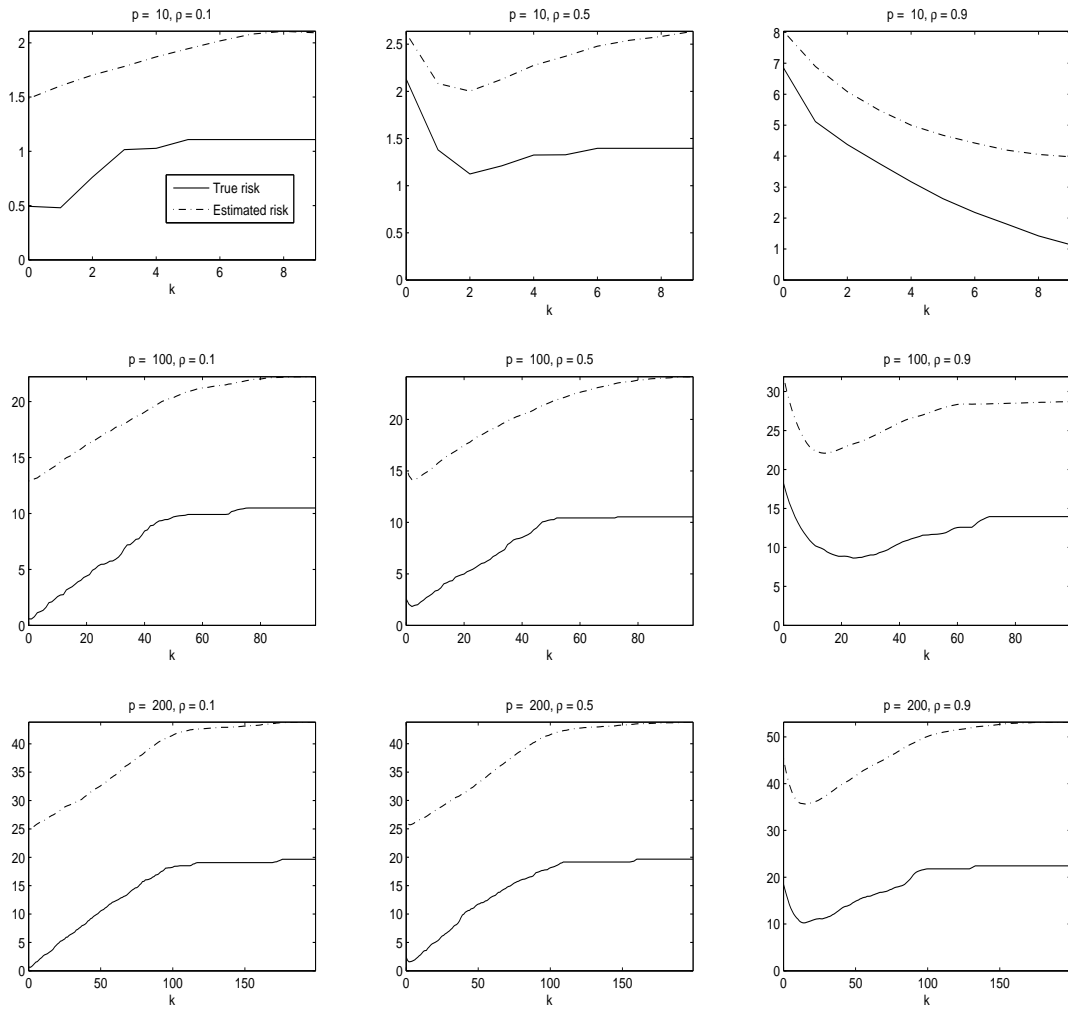 p = 10, ρ = 0.1
2
1.5
1
0.5
0
True risk
Estimated risk
0 2 4 6 8
k
p = 10, ρ = 0.5
2.5
2
1.5
1
0.5
0
0 2 4 6 8
k
p = 10, ρ = 0.9
8
7
6
5
4
3
2
1
0
0 2 4 6 8
k
p = 100, ρ = 0.1
20
15
10
5
0
0 20 40 60 80
k
p = 100, ρ = 0.5
20
15
10
5
0
0 20 40 60 80
k
p = 100, ρ = 0.9
30
25
20
15
10
5
0
0 20 40 60 80
k
p = 200, ρ = 0.1
40
35
30
25
20
15
10
5
0
0 50 100 150
k
p = 200, ρ = 0.5
40
35
30
25
20
15
10
5
0
0 50 100 150
k
p = 200, ρ = 0.9
50
40
30
20
10
0
0 50 100 150
k